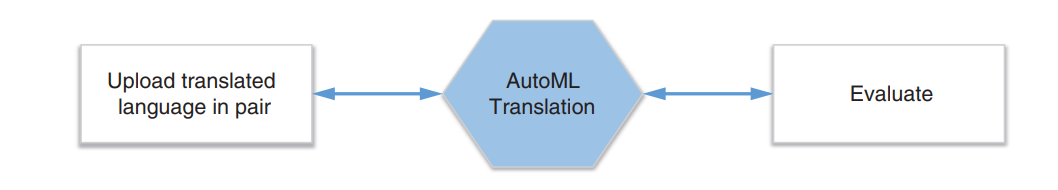 Upload translated
language in pair
AutoML
Translation
Evaluate